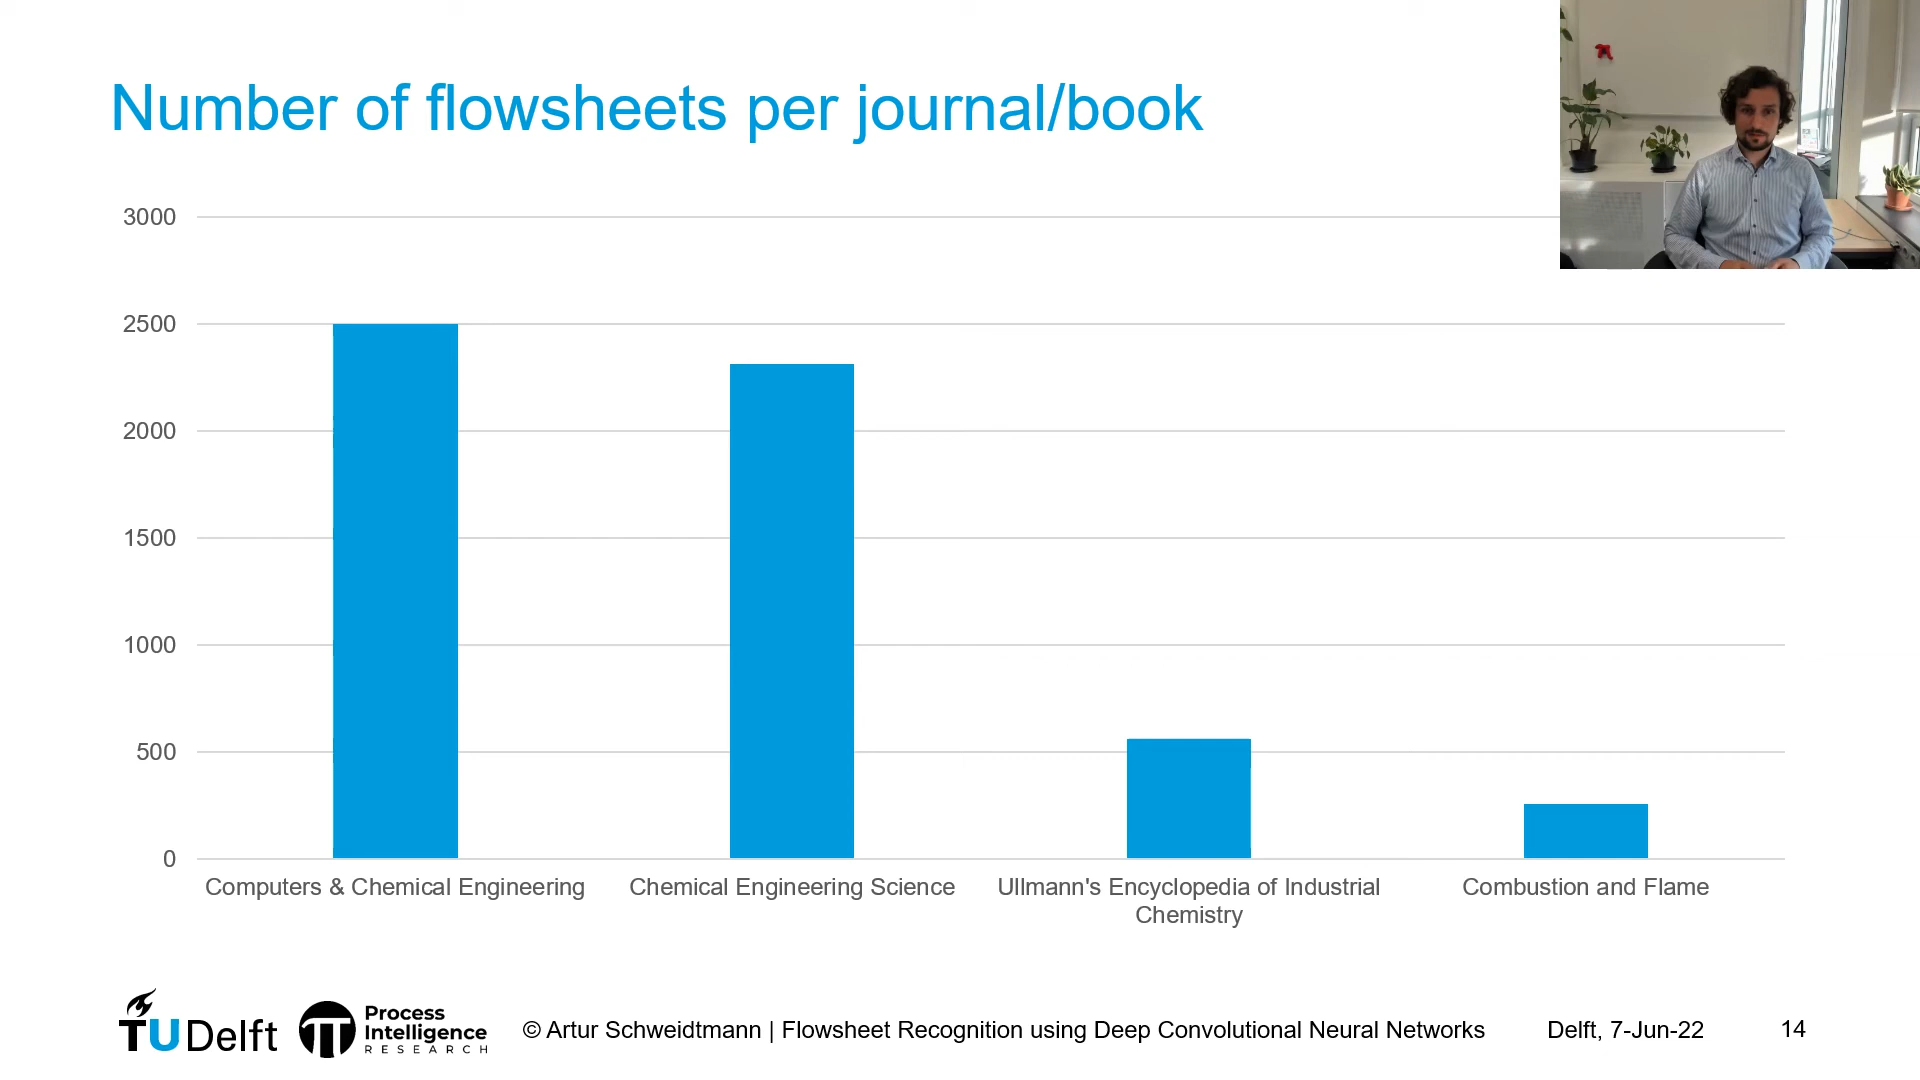 Number of flowsheets per journal/book
3000
2500
2000
1500
1000
500
0
Computers & Chemical Engineering
Chemical Engineering Science
Ullmann's Encyclopedia of Industrial
Chemistry
Combustion and Flame
TU Delft
Process
Intelligence
RESEARCH
© Artur Schweidtmann | Flowsheet Recognition using Deep Convolutional Neural Networks
Delft, 7-Jun-22
14